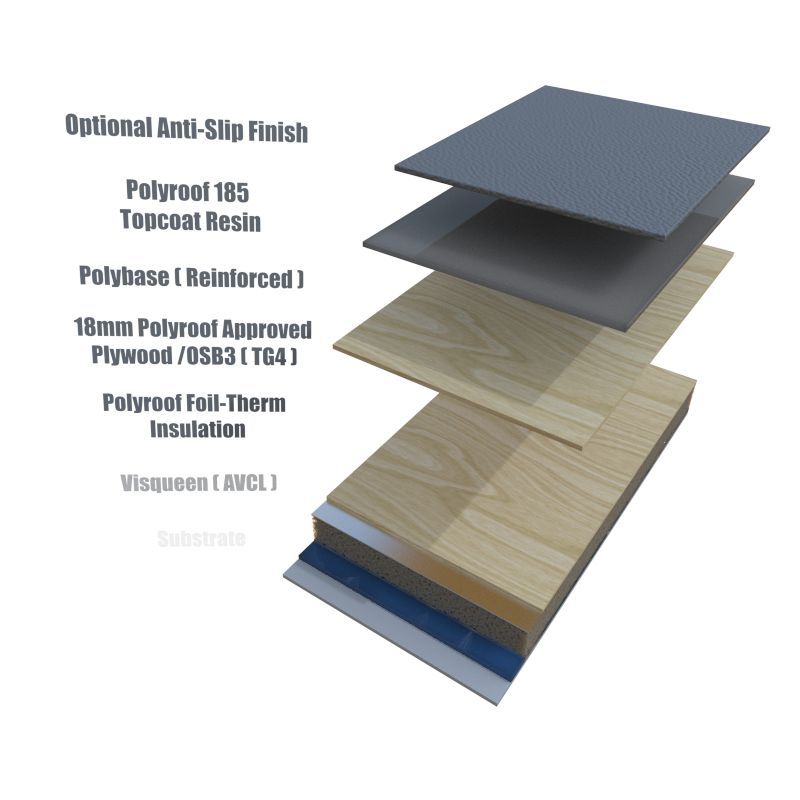 Optional Anti-Slip Finish
Polyroof 185
Topcoat Resin
Polybase ( Reinforced )
18mm Polyroof Approved
Plywood /OSB3 ( TG4 )
Polyroof Foil-Therm
Insulation
Visqueen ( AVCL )
Substrate